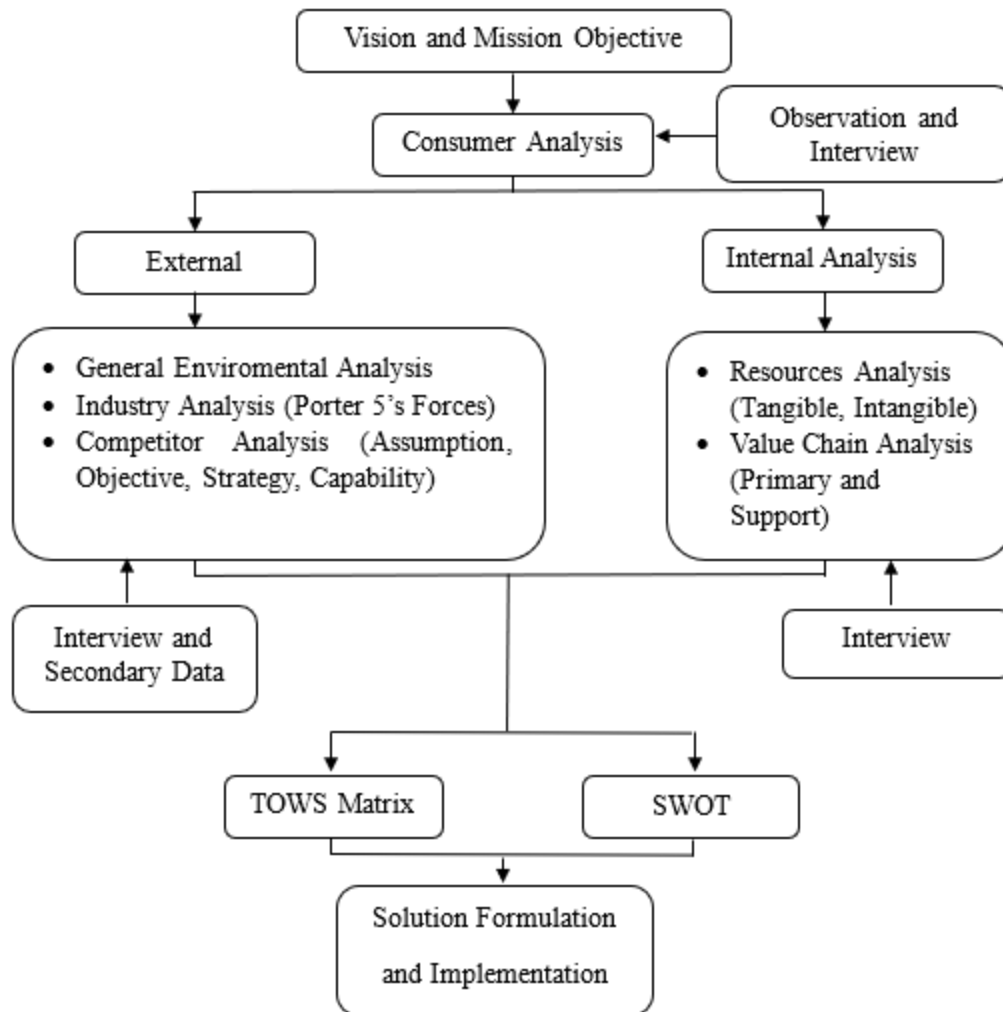 Vision and Mission Objective
Consumer Analysis
Observation and
Interview
External
Internal Analysis
• General Enviromental Analysis
• Industry Analysis (Porter 5’s Forces)
• Competitor Analysis (Assumption,
Objective, Strategy, Capability)
• Resources Analysis
(Tangible, Intangible)
• Value Chain Analysis
(Primary and
Support)
Interview and
Secondary Data
Interview
TOWS Matrix
SWOT
Solution Formulation
and Implementation